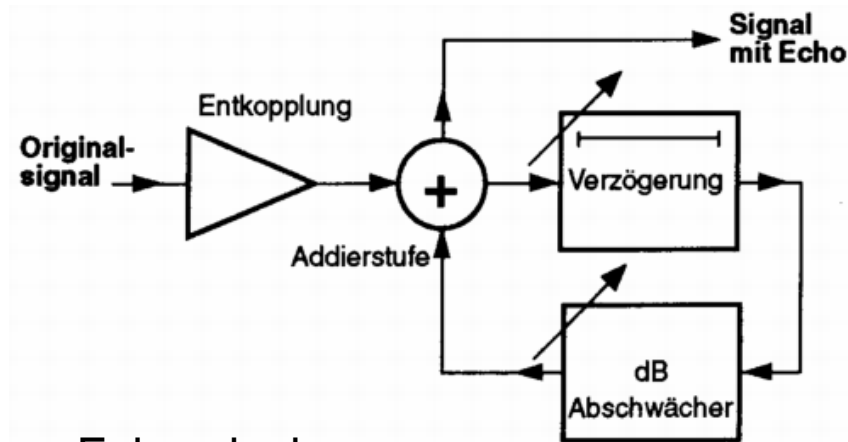 Signal
mit Echo
Entkopplung
Original-
signal
+
Verzögerung
Addierstufe
dB
Abschwächer